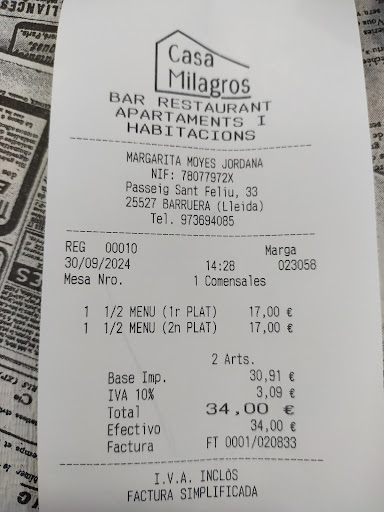 Casa
Milagros
BAR RESTAURANT
APARTAMENTS I
HABITACIONS
MARGARITA MOYES JORDANA
NIF: 78077972X
Passeig Sant Feliu, 33
25527 BARRUERA (Lleida)
Tel. 973694085
REG 00010 Marga
30/09/2024 14:28 023058
Mesa Nro. 1 Comensales
1 1/2 MENU (1r PLAT) 17,00 €
1 1/2 MENU (2n PLAT) 17,00 €
2 Arts.
Base Imp. 30,91 €
IVA 10% 3,09 €
Total 34,00 €
Efectivo 34,00 €
Factura FT 0001/020833
I.V.A. INCLÒS
FACTURA SIMPLIFICADA